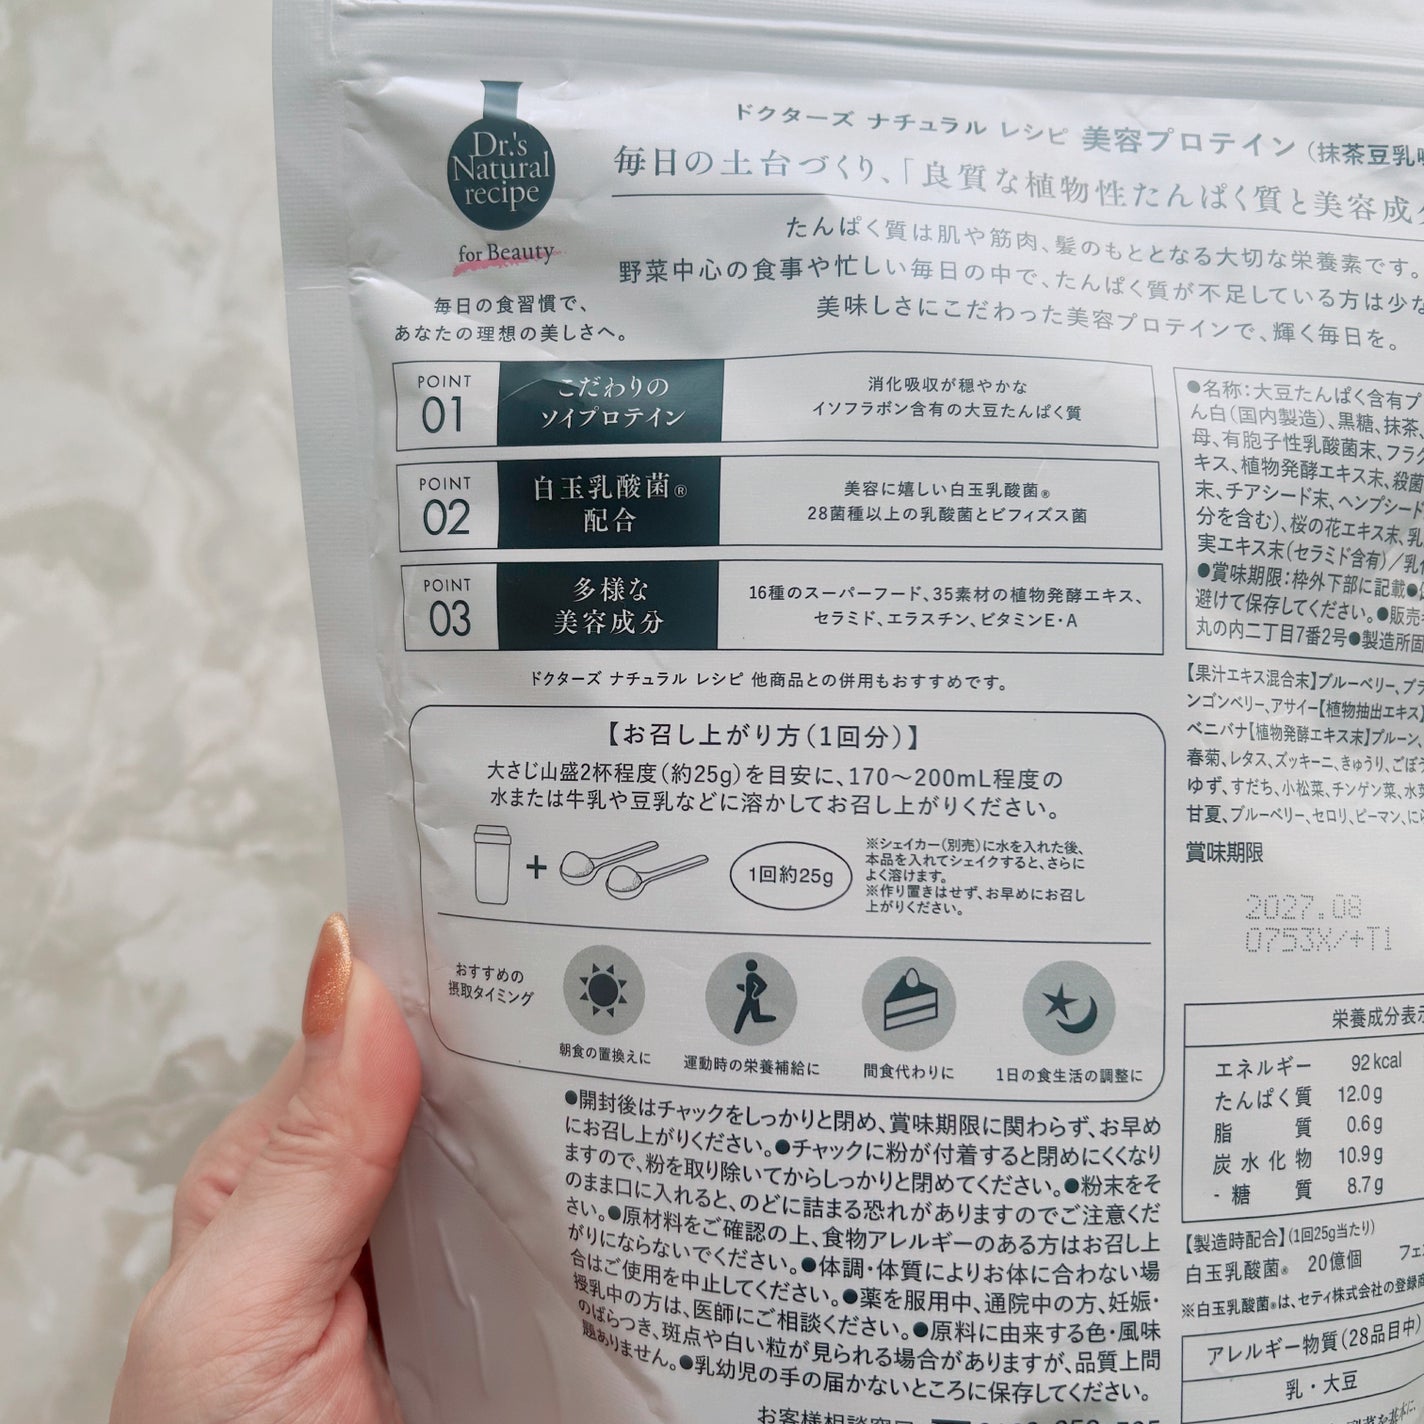 Dr.'s
Natural
recipe
for Beauty
毎日の食習慣で、
あなたの理想の美しさへ。
ドクターズ ナチュラル レシピ 美容プロテイン(抹茶豆乳
毎日の土台づくり、「良質な植物性たんぱく質と美容成
たんぱく質は肌や筋肉、髪のもととなる大切な栄養素です。
野菜中心の食事や忙しい毎日の中で、たんぱく質が不足している方は少な
美味しさにこだわった美容プロテインで、輝く毎日を。
POINT
01
こだわりの
ソイプロテイン
消化吸収が穏やかな
イソフラボン含有の大豆たんぱく質
POINT
02
白玉乳酸菌®
配合
美容に嬉しい白玉乳酸菌®
28菌種以上の乳酸菌とビフィズス菌
POINT
03
多様な
美容成分
16種のスーパーフード、35素材の植物発酵エキス、
セラミド、エラスチン、ビタミンE・A
ドクターズ ナチュラル レシピ 他商品との併用もおすすめです。
【お召し上がり方(1回分)】
大さじ山盛2杯程度(約25g)を目安に、170〜200mL程度の
水または牛乳や豆乳などに溶かしてお召し上がりください。
+
1回約25g
※シェイカー(別売)に水を入れた後、
本品を入れてシェイクすると、さらに
よく溶けます。
※作り置きはせず、お早めにお召し
上がりください。
おすすめの
摂取タイミング
朝食の置換えに
運動時の栄養補給に
間食代わりに
1日の食生活の調整に
●開封後はチャックをしっかりと閉め、賞味期限に関わらず、お早め
にお召し上がりください。●チャックに粉が付着すると閉めにくくなり
ますので、粉を取り除いてからしっかりと閉めてください。●粉末をそ
のまま口に入れると、のどに詰まる恐れがありますのでご注意くだ
さい。●原材料をご確認の上、食物アレルギーのある方はお召し上
がりにならないでください。●体調・体質によりお体に合わない場
合はご使用を中止してください。●薬を服用中、通院中の方、妊娠・
授乳中の方は、医師にご相談ください。●原料に由来する色・風味
のばらつき、斑点や白い粒が見られる場合がありますが、品質上問
題ありません。●乳幼児の手の届かないところに保存してください。
●名称:大豆たんぱく含有プ
ん白(国内製造)、黒糖、抹茶、
母、有胞子性乳酸菌末、フラク
キス、植物発酵エキス末、殺菌
末、チアシード末、ヘンプシード
分を含む)、桜の花エキス末、乳
実エキス末(セラミド含有)/乳化
●賞味期限:枠外下部に記載●
避けて保存してください。●販売
丸の内二丁目7番2号●製造所固
【果汁エキス混合末】ブルーベリー、プラ
ンゴンベリー、アサイー【植物抽出エキス】
ベニバナ【植物発酵エキス末】プルーン、
春菊、レタス、ズッキーニ、きゅうり、ごぼう
ゆず、すだち、小松菜、チンゲン菜、水菜
甘夏、ブルーベリー、セロリ、ピーマン、にら
賞味期限
2027.08
0753X/+T1
栄養成分表示
エネルギー 92kcal
たんぱく質 12.0g
脂質 0.6g
炭水化物 10.9g
-糖質 8.7g
【製造時配合】(1回25g当たり)
白玉乳酸菌® 20億個 フェ
※白玉乳酸菌®は、セティ株式会社の登録商
アレルギー物質(28品目中)
乳・大豆